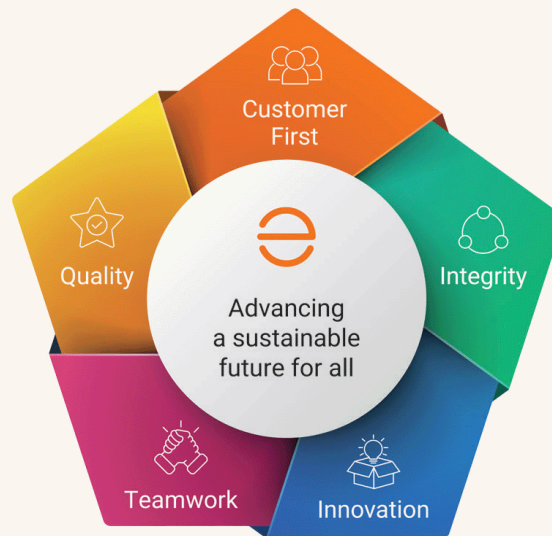 Customer
First
Quality
Integrity
Advancing
a sustainable
future for all
Teamwork
Innovation